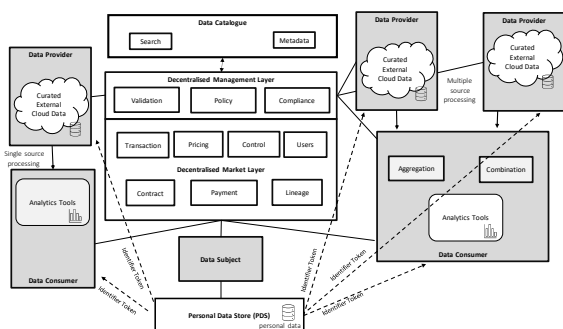 Data Catalogue
Search
Metadata
Data Provider
Curated
External
Cloud Data
Single source
processing
Decentralised Management Layer
Validation
Policy
Compliance
Transaction
Pricing
Control
Users
Decentralised Market Layer
Contract
Payment
Lineage
Data Provider
Curated
External
Cloud Data
Multiple
source
processing
Data Provider
Curated
External
Cloud Data
Analytics Tools
Data Consumer
Aggregation
Combination
Analytics Tools
Data Consumer
Data Subject
Identifier Token
Identifier Token
Identifier Token
Identifier Token
Identifier Token
Personal Data Store (PDS)
personal data